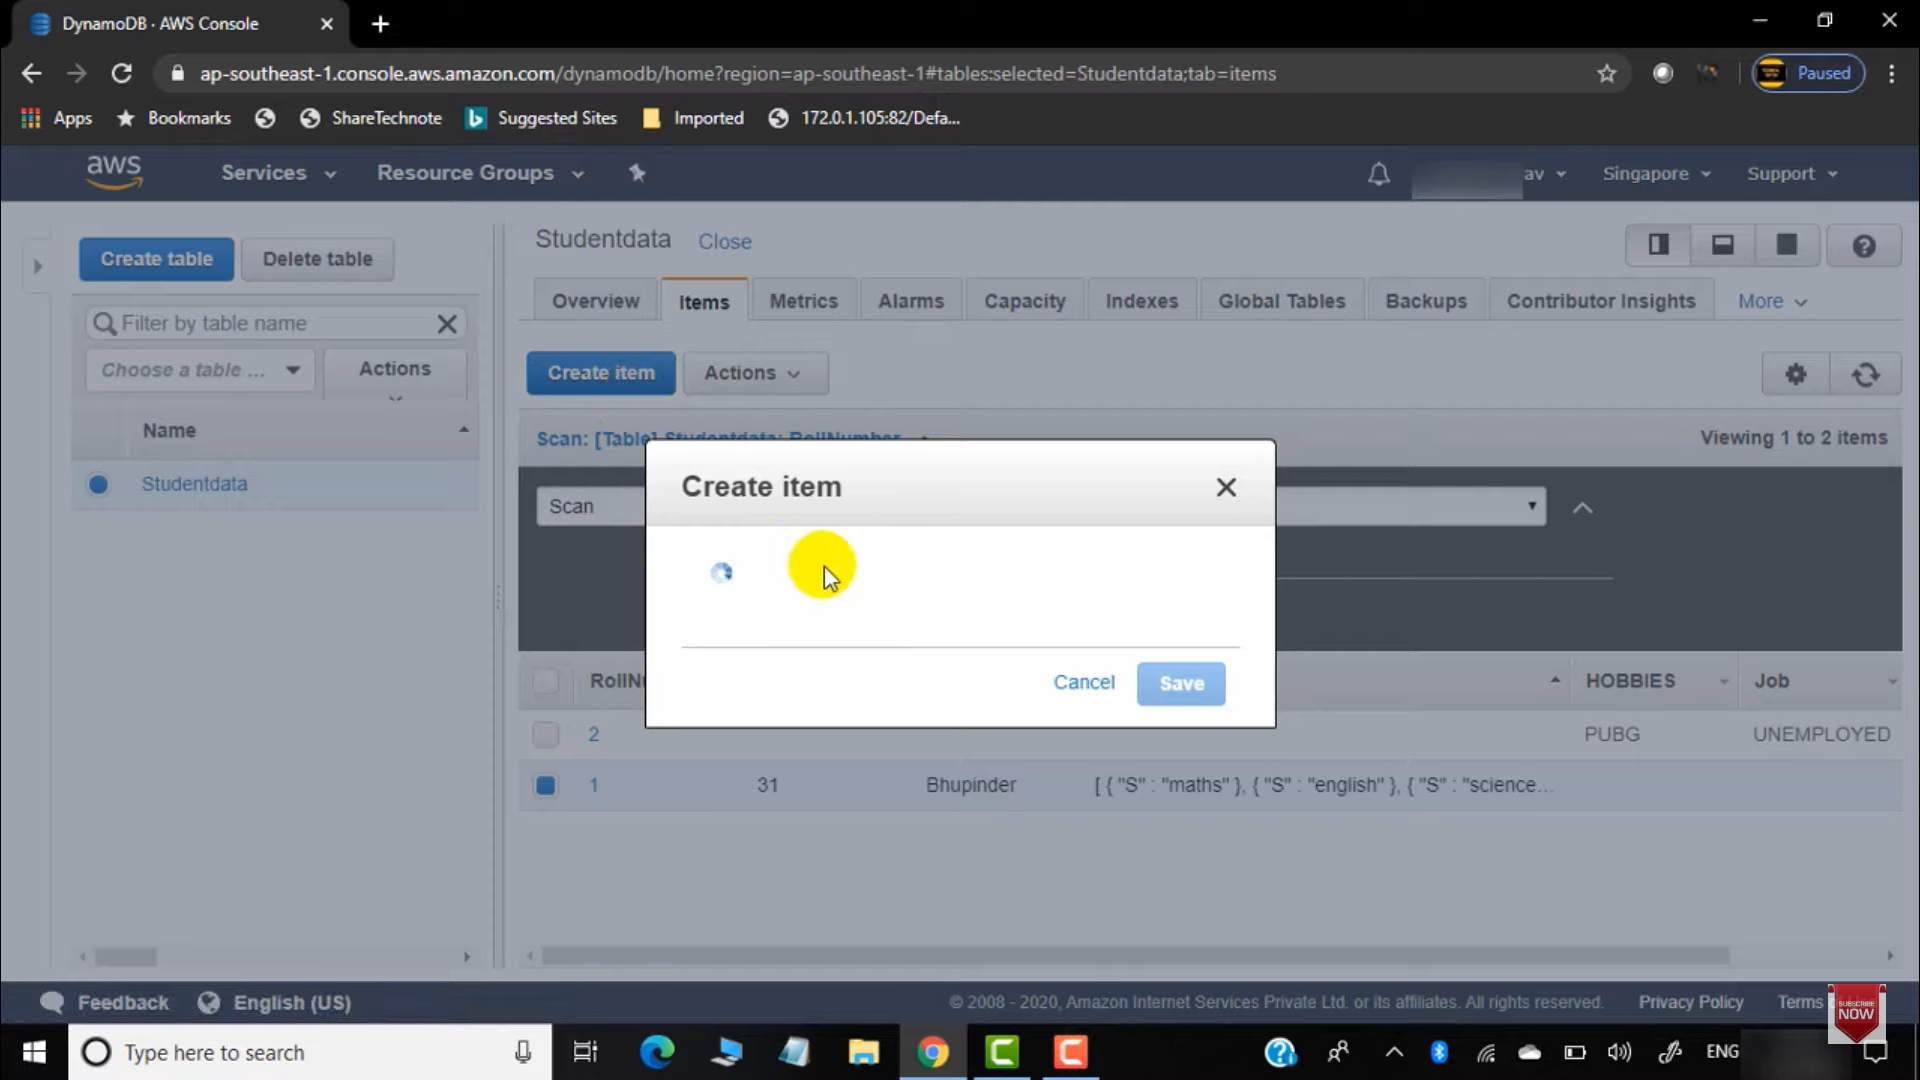 DynamoDB · AWS Console
ap-southeast-1.console.aws.amazon.com/dynamodb/home?region=ap-southeast-1#tables:selected=Studentdata;tab=items
Paused
Apps
Bookmarks
ShareTechnote
Suggested Sites
Imported
172.0.1.105:82/Defa...
aws
Services
Resource Groups
av
Singapore
Support
Create table
Delete table
Filter by table name
Choose a table ...
Actions
Name
Studentdata
Studentdata
Close
Overview
Items
Metrics
Alarms
Capacity
Indexes
Global Tables
Backups
Contributor Insights
More
Create item
Actions
Scan: [Table] Studentdata: RollNumber
Viewing 1 to 2 items
Scan
Create item
Cancel
Save
HOBBIES
Job
2
PUBG
UNEMPLOYED
1
31
Bhupinder
[ { "S" : "maths" }, { "S" : "english" }, { "S" : "science...
Feedback
English (US)
© 2008 - 2020, Amazon Internet Services Private Ltd. or its affiliates. All rights reserved.
Privacy Policy
Terms
SUBSCRIBE
NOW
Type here to search
ENG